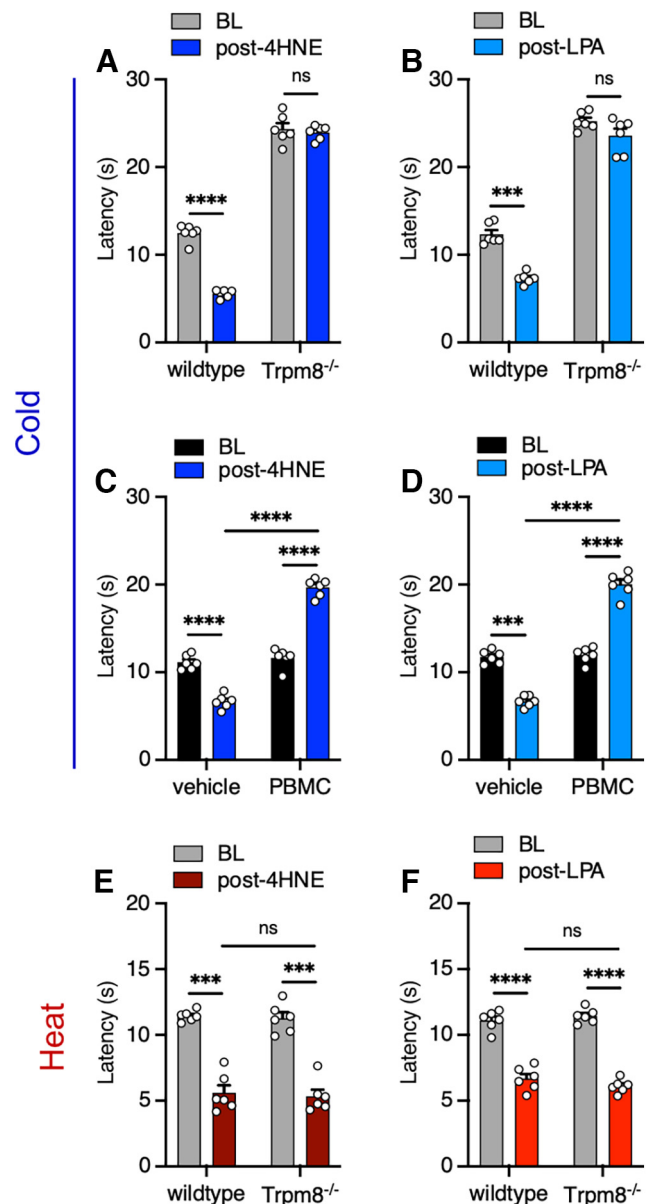 BL
post-4HNE
A
Latency (s)
30
20
10
0
****
ns
wildtype
Trpm8-/-
BL
post-LPA
B
Latency (s)
30
20
10
0
***
ns
wildtype
Trpm8-/-
Cold
BL
post-4HNE
C
Latency (s)
30
20
10
0
****
****
****
vehicle
PBMC
BL
post-LPA
D
Latency (s)
30
20
10
0
****
****
***
vehicle
PBMC
Heat
BL
post-4HNE
E
Latency (s)
20
15
10
5
0
ns
***
***
wildtype
Trpm8-/-
BL
post-LPA
F
Latency (s)
20
15
10
5
0
ns
****
****
wildtype
Trpm8-/-